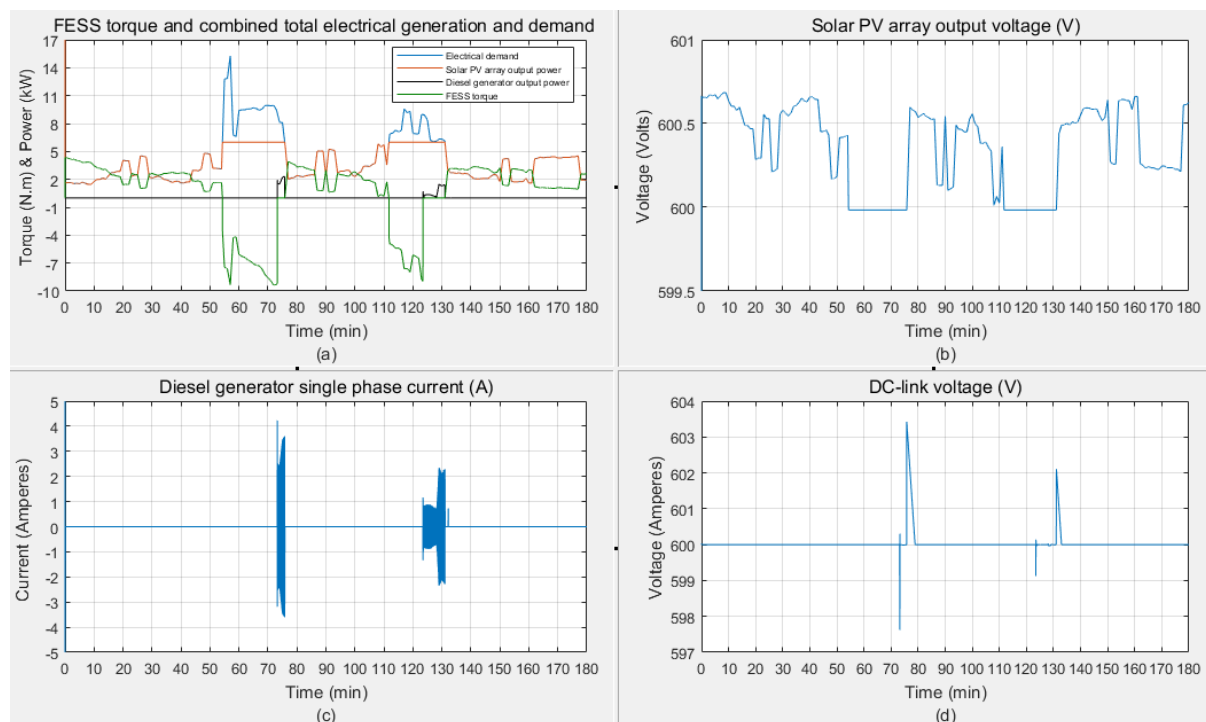 FESS torque and combined total electrical generation and demand
Torque (N.m) & Power (kW)
17
14
11
8
5
2
-1
-4
-7
-10
Electrical demand
Solar PV array output power
Diesel generator output power
FESS torque
0 10 20 30 40 50 60 70 80 90 100 110 120 130 140 150 160 170 180
Time (min)
(a)
Solar PV array output voltage (V)
Voltage (Volts)
601
600.5
600
599.5
0 10 20 30 40 50 60 70 80 90 100 110 120 130 140 150 160 170 180
Time (min)
(b)
Diesel generator single phase current (A)
Current (Amperes)
5
4
3
2
1
0
-1
-2
-3
-4
-5
0 10 20 30 40 50 60 70 80 90 100 110 120 130 140 150 160 170 180
Time (min)
(c)
DC-link voltage (V)
Voltage (Amperes)
604
603
602
601
600
599
598
597
0 10 20 30 40 50 60 70 80 90 100 110 120 130 140 150 160 170 180
Time (min)
(d)